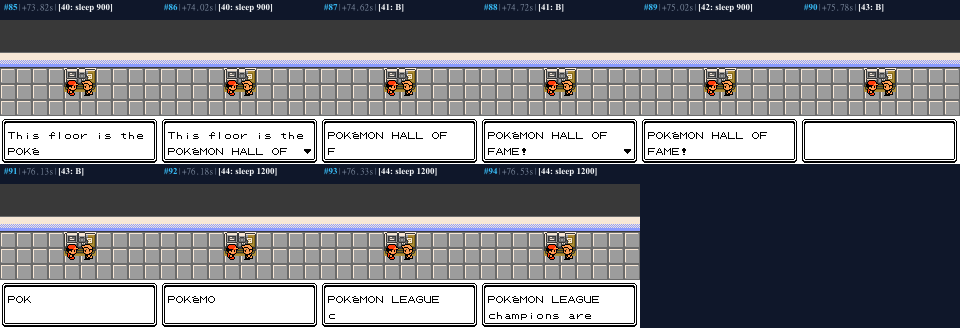 #85|+73.82s| [40: sleep 900]
#86|+74.02s| [40: sleep 900]
#87|+74.62s| [41: B]
#88|+74.72s| [41: B]
#89|+75.02s| [42: sleep 900]
#90|+75.78s| [43: B]
This floor is the
POKé
This floor is the
POKéMON HALL OF ▼
POKéMON HALL OF
F
POKéMON HALL OF
FAME! ▼
POKéMON HALL OF
FAME!
#91|+76.13s| [43: B]
#92|+76.18s| [44: sleep 1200]
#93|+76.33s| [44: sleep 1200]
#94|+76.53s| [44: sleep 1200]
POK
POKéMO
POKéMON LEAGUE
c
POKéMON LEAGUE
champions are